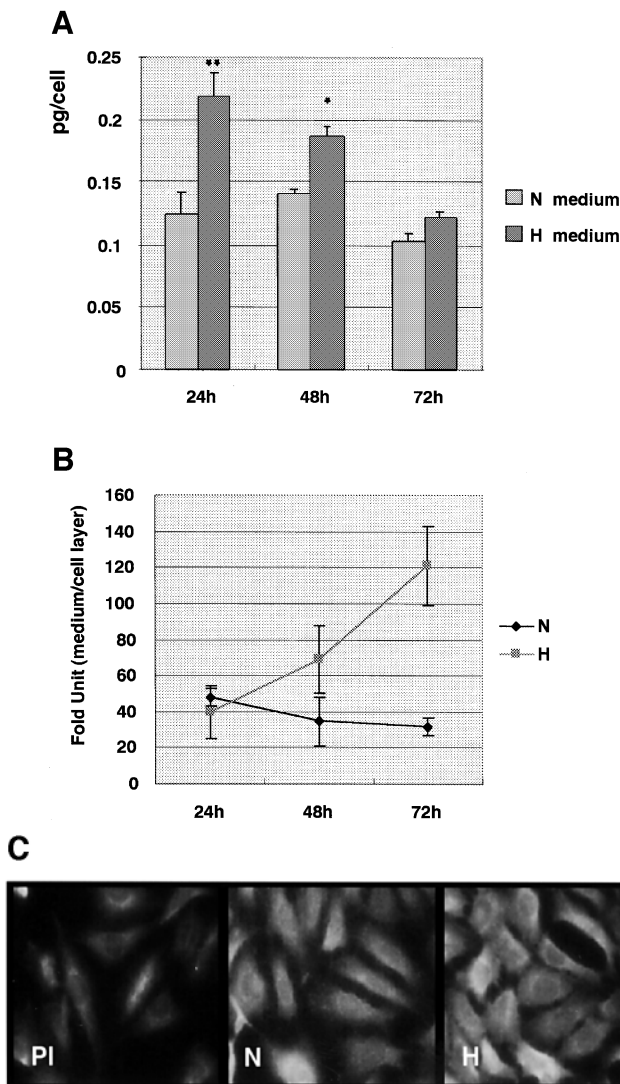 A
pg/cell
0.25
0.2
0.15
0.1
0.05
0
** 
*
24h 48h 72h
N medium
H medium
B
Fold Unit (medium/cell layer)
160
140
120
100
80
60
40
20
0
24h 48h 72h
N
H
C
PI N H